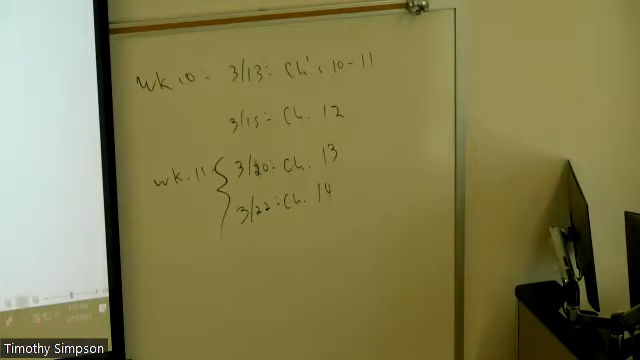 wk 10: 3/13: Ch. 10-11
3/15: Ch. 12
wk. 11 { 3/20: Ch. 13
3/22: Ch. 14
Timothy Simpson